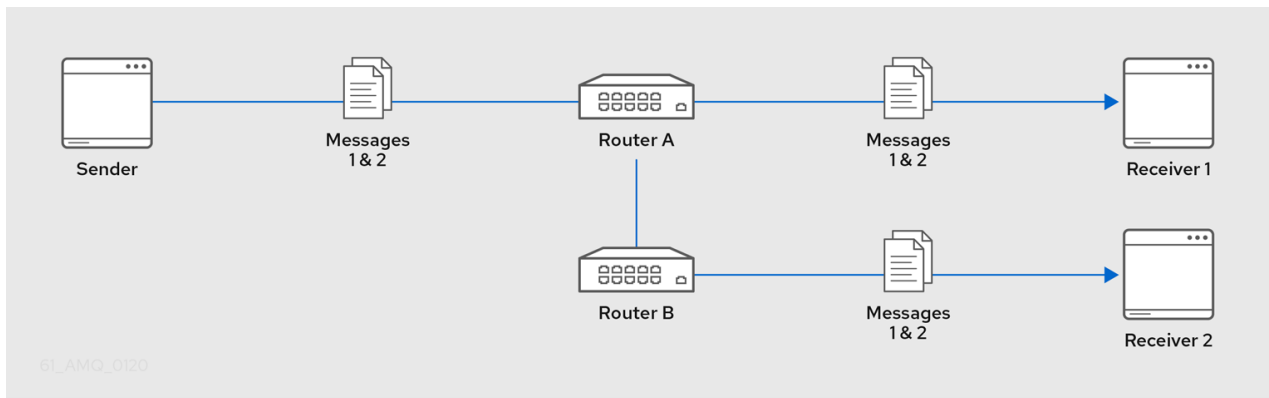 Messages
1 & 2
Router A
Messages
1 & 2
Sender
Receiver 1
Router B
Messages
1 & 2
Receiver 2
61_AMQ_0120